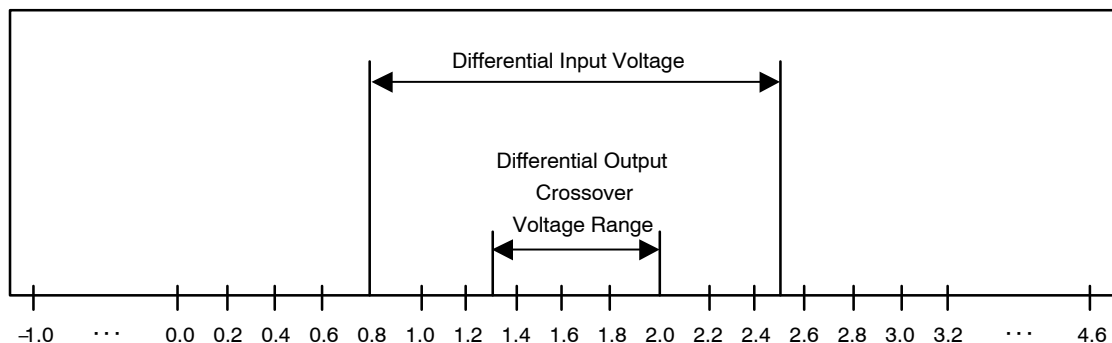 Differential Input Voltage
Differential Output
Crossover
Voltage Range
–1.0 ··· 0.0 0.2 0.4 0.6 0.8 1.0 1.2 1.4 1.6 1.8 2.0 2.2 2.4 2.6 2.8 3.0 3.2 ··· 4.6